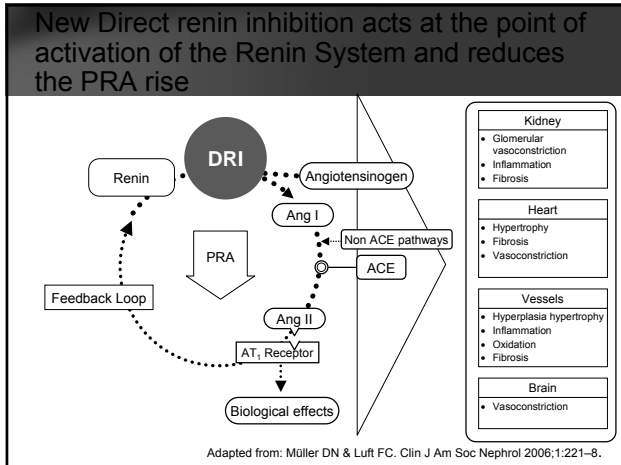 New Direct renin inhibition acts at the point of
activation of the Renin System and reduces
the PRA rise
DRI
Renin
Angiotensinogen
Ang I
Non ACE pathways
PRA
ACE
Feedback Loop
Ang II
AT₁ Receptor
Biological effects
Kidney
• Glomerular
vasoconstriction
• Inflammation
• Fibrosis
Heart
• Hypertrophy
• Fibrosis
• Vasoconstriction
Vessels
• Hyperplasia hypertrophy
• Inflammation
• Oxidation
• Fibrosis
Brain
• Vasoconstriction
Adapted from: Müller DN & Luft FC. Clin J Am Soc Nephrol 2006;1:221–8.